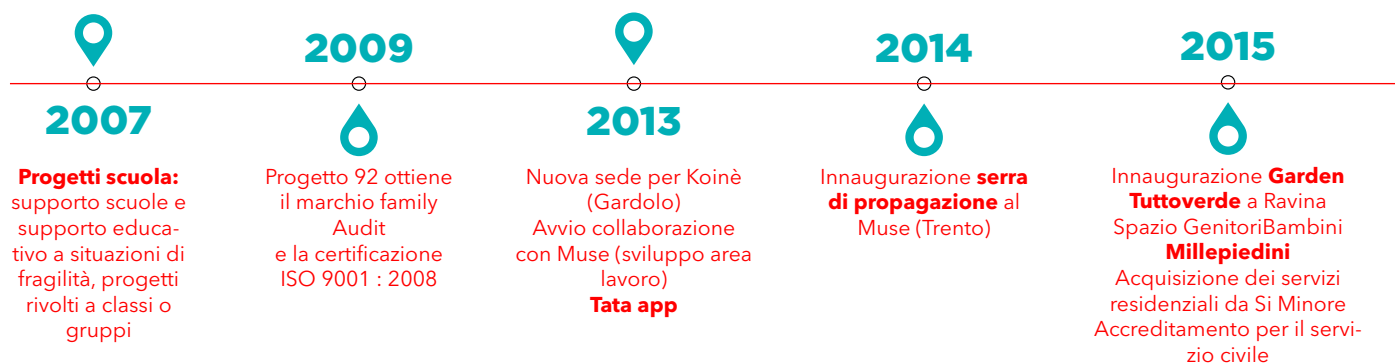 2007
Progetti scuola:
supporto scuole e
supporto educa-
tivo a situazioni di
fragilità, progetti
rivolti a classi o
gruppi
2009
Progetto 92 ottiene
il marchio family
Audit
e la certificazione
ISO 9001 : 2008
2013
Nuova sede per Koinè
(Gardolo)
Avvio collaborazione
con Muse (sviluppo area
lavoro)
Tata app
2014
Innaugurazione serra
di propagazione al
Muse (Trento)
2015
Innaugurazione Garden
Tuttoverde a Ravina
Spazio GenitoriBambini
Millepiedini
Acquisizione dei servizi
residenziali da Si Minore
Accreditamento per il servi-
zio civile